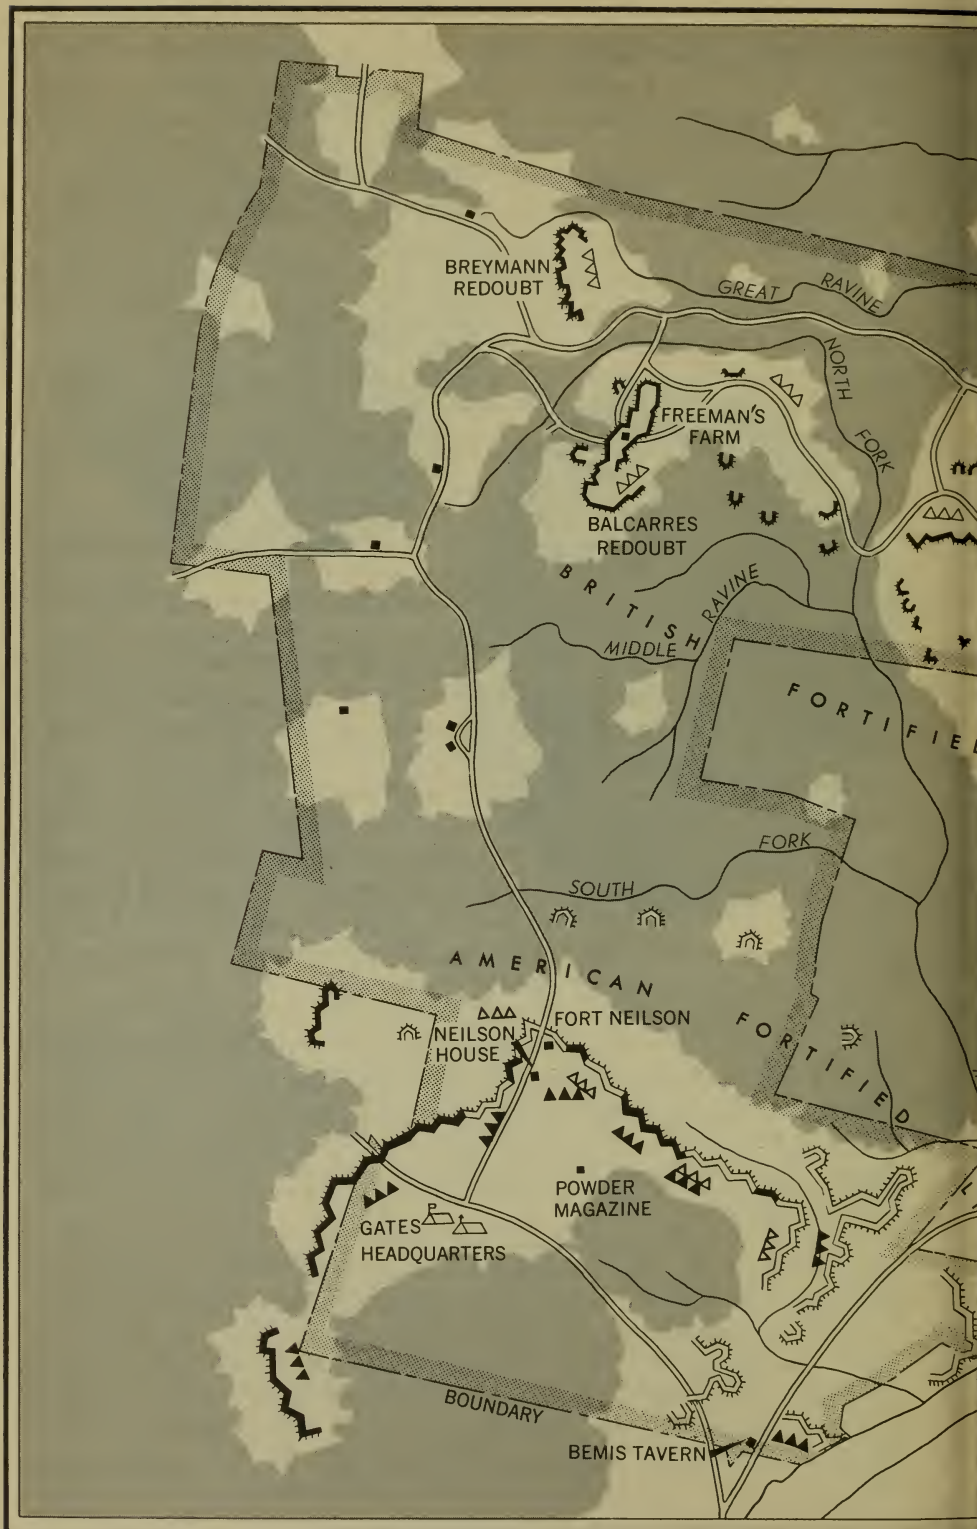 BREYMANN
REDOUBT
GREAT RAVINE
NORTH
FORK
FREEMAN'S
FARM
BALCARRES
REDOUBT
BRITISH
FORTIFIED
MIDDLE RAVINE
SOUTH FORK
AMERICAN
FORTIFIED
FORT NEILSON
NEILSON
HOUSE
POWDER
MAGAZINE
GATES
HEADQUARTERS
BOUNDARY
BEMIS TAVERN